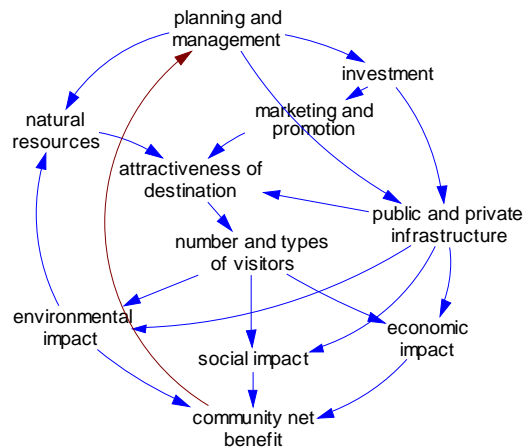 planning and
management
investment
marketing and
promotion
natural
resources
attractiveness of
destination
public and private
infrastructure
number and types
of visitors
environmental
impact
economic
impact
social impact
community net
benefit